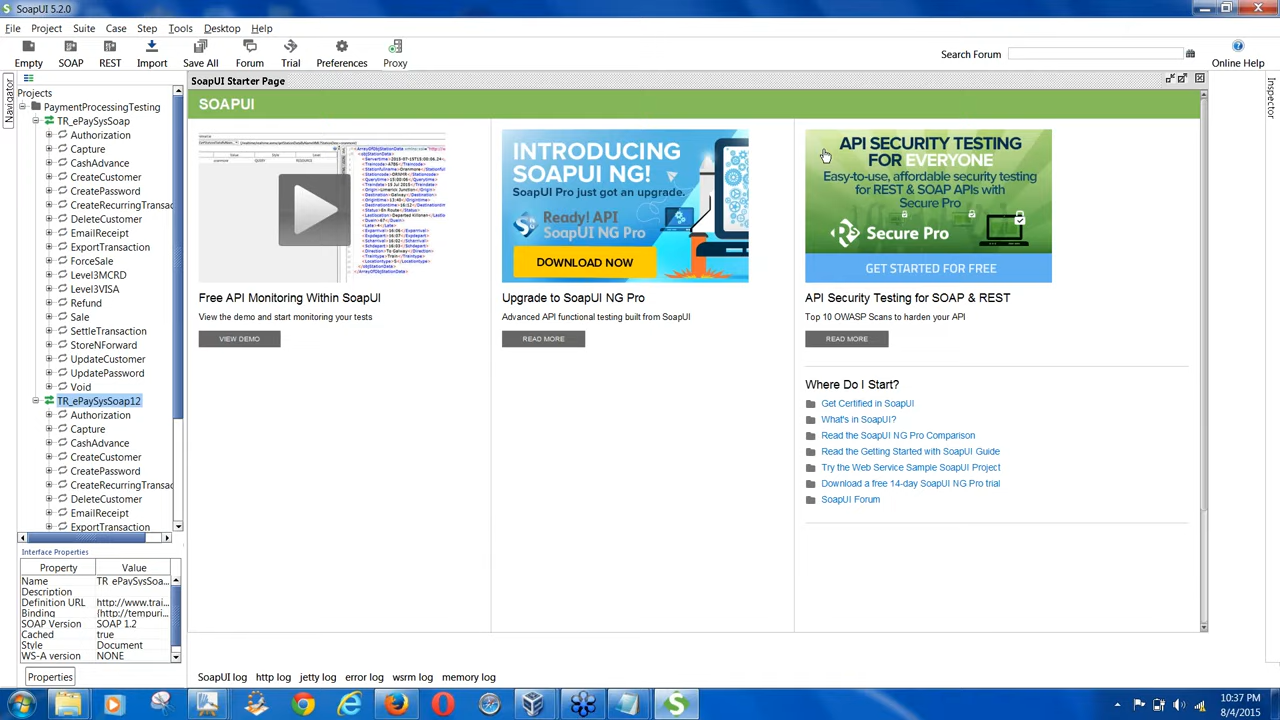 SoapUI 5.2.0
File Project Suite Case Step Tools Desktop Help
Empty SOAP REST Import Save All Forum Trial Preferences Proxy
Search Forum
Online Help
Navigator
Projects
PaymentProcessingTesting
TR_ePaySysSoap
Authorization
Capture
CashAdvance
CreateCustomer
CreatePassword
CreateRecurringTransac
DeleteCustomer
EmailReceipt
ExportTransaction
ForceSale
Level3MCCD
Level3VISA
Refund
Sale
SettleTransaction
StoreNForward
UpdateCustomer
UpdatePassword
Void
TR_ePaySysSoap12
Authorization
Capture
CashAdvance
CreateCustomer
CreatePassword
CreateRecurringTransac
DeleteCustomer
EmailReceipt
ExportTransaction
Interface Properties
Property Value
Name TR ePaySysSoa...
Description
Definition URL http://www.trai...
Binding {http://tempuri...
SOAP Version SOAP 1.2
Cached true
Style Document
WS-A version NONE
Properties
SoapUI Starter Page
SOAPUI
Free API Monitoring Within SoapUI
View the demo and start monitoring your tests
VIEW DEMO
INTRODUCING
SOAPUI NG!
SoapUI Pro just got an upgrade.
Ready! API
SoapUI NG Pro
DOWNLOAD NOW
Upgrade to SoapUI NG Pro
Advanced API functional testing built from SoapUI
READ MORE
API SECURITY TESTING
FOR EVERYONE
Easy-to-use, affordable security testing
for REST & SOAP APIs with
Secure Pro
Secure Pro
GET STARTED FOR FREE
API Security Testing for SOAP & REST
Top 10 OWASP Scans to harden your API
READ MORE
Where Do I Start?
Get Certified in SoapUI
What's in SoapUI?
Read the SoapUI NG Pro Comparison
Read the Getting Started with SoapUI Guide
Try the Web Service Sample SoapUI Project
Download a free 14-day SoapUI NG Pro trial
SoapUI Forum
Inspector
SoapUI log http log jetty log error log wsrm log memory log
10:37 PM
8/4/2015